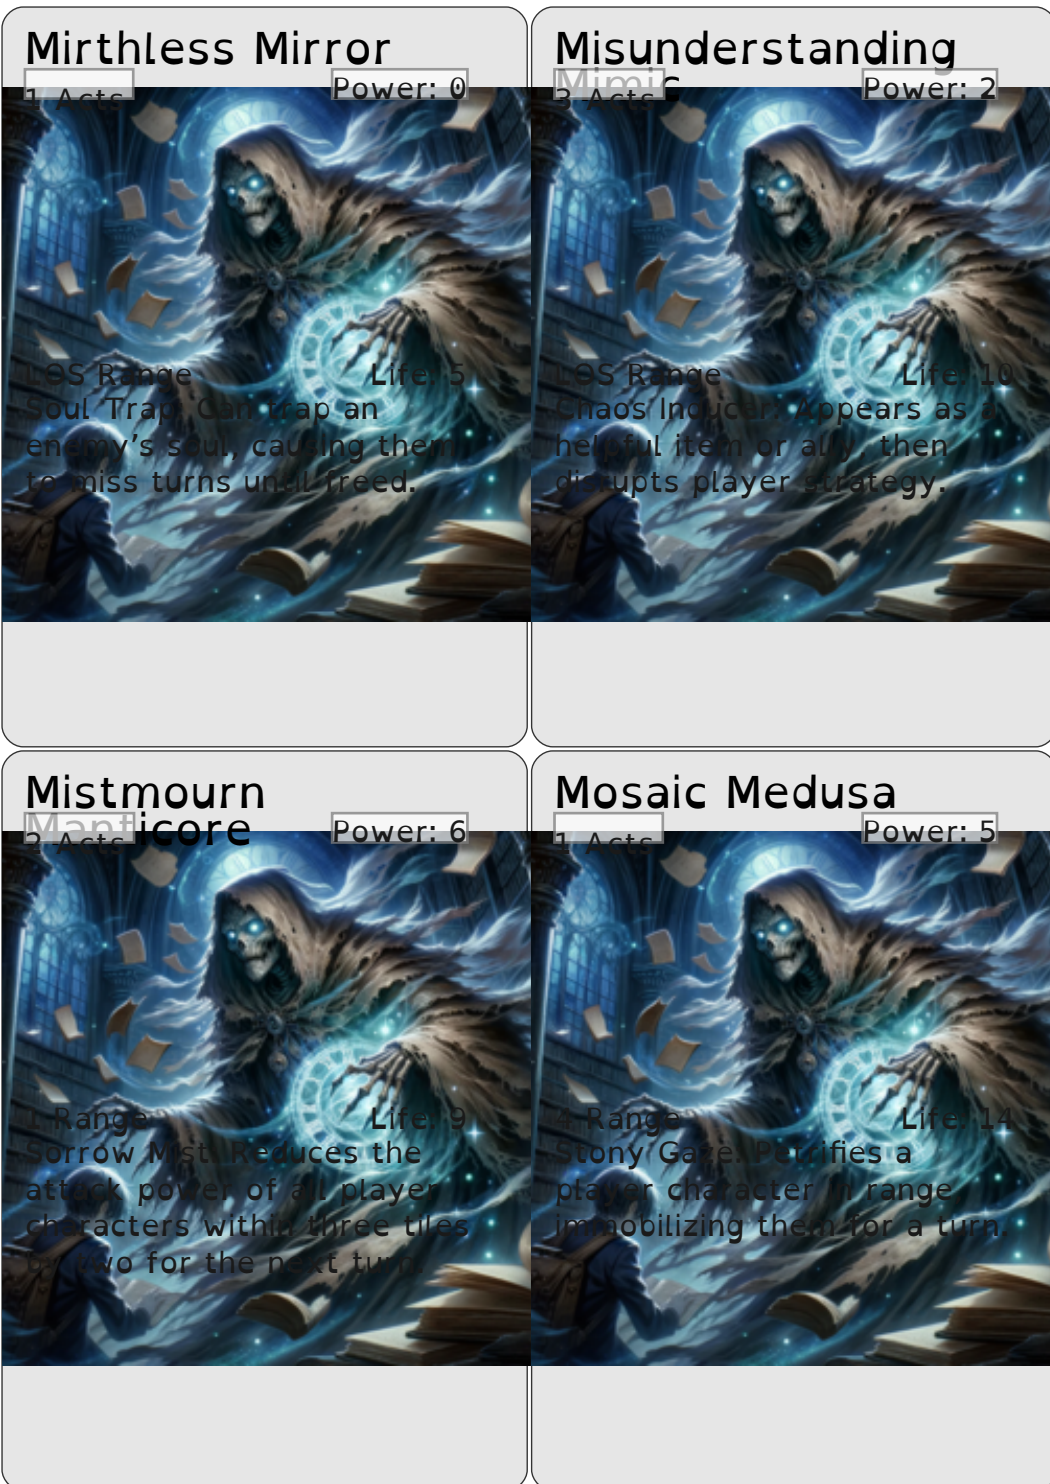 Mirthless Mirror
1 Acts
Power: 0
LOS Range
Life: 5
Soul Trap: Can trap an
enemy's soul, causing them
to miss turns until freed.
Misunderstanding
Mimic
3 Acts
Power: 2
LOS Range
Life: 10
Chaos Inducer: Appears as a
helpful item or ally, then
disrupts player strategy.
Mistmourn
Manticore
2 Acts
Power: 6
1 Range
Life: 9
Sorrow Mist: Reduces the
attack power of all player
characters within three tiles
by two for the next turn.
Mosaic Medusa
1 Acts
Power: 5
4 Range
Life: 14
Stony Gaze: Petrifies a
player character in range
immobilizing them for a turn.